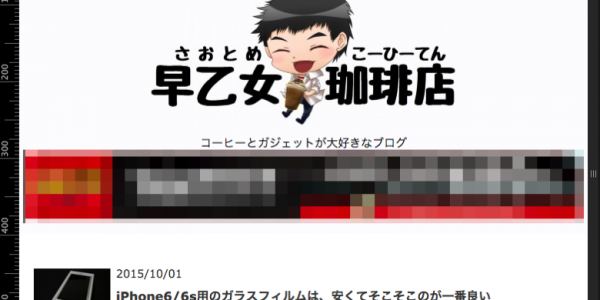 さおとめ こーひーてん
早乙女 珈琲店
コーヒーとガジェットが大好きなブログ
2015/10/01
iPhone6/6s用のガラスフィルムは、安くてそこそこのが一番良い
200
300
400